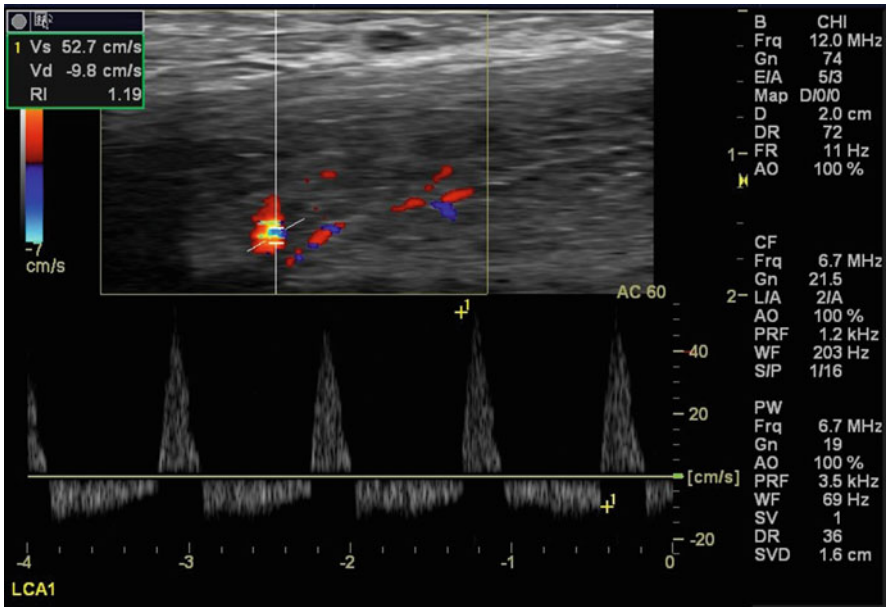 1 Vs 52.7 cm/s
Vd -9.8 cm/s
RI 1.19
-7
cm/s
AC 60
1
2
B CHI
Frq 12.0 MHz
Gn 74
E/A 5/3
Map D/0/0
D 2.0 cm
DR 72
FR 11 Hz
AO 100 %
CF
Frq 6.7 MHz
Gn 21.5
L/A 2/A
AO 100 %
PRF 1.2 kHz
WF 203 Hz
S/P 1/16
PW
Frq 6.7 MHz
Gn 19
AO 100 %
PRF 3.5 kHz
WF 69 Hz
SV 1
DR 36
SVD 1.6 cm
1
40
20
[cm/s]
1
-20
-4 -3 -2 -1 0
LCA1